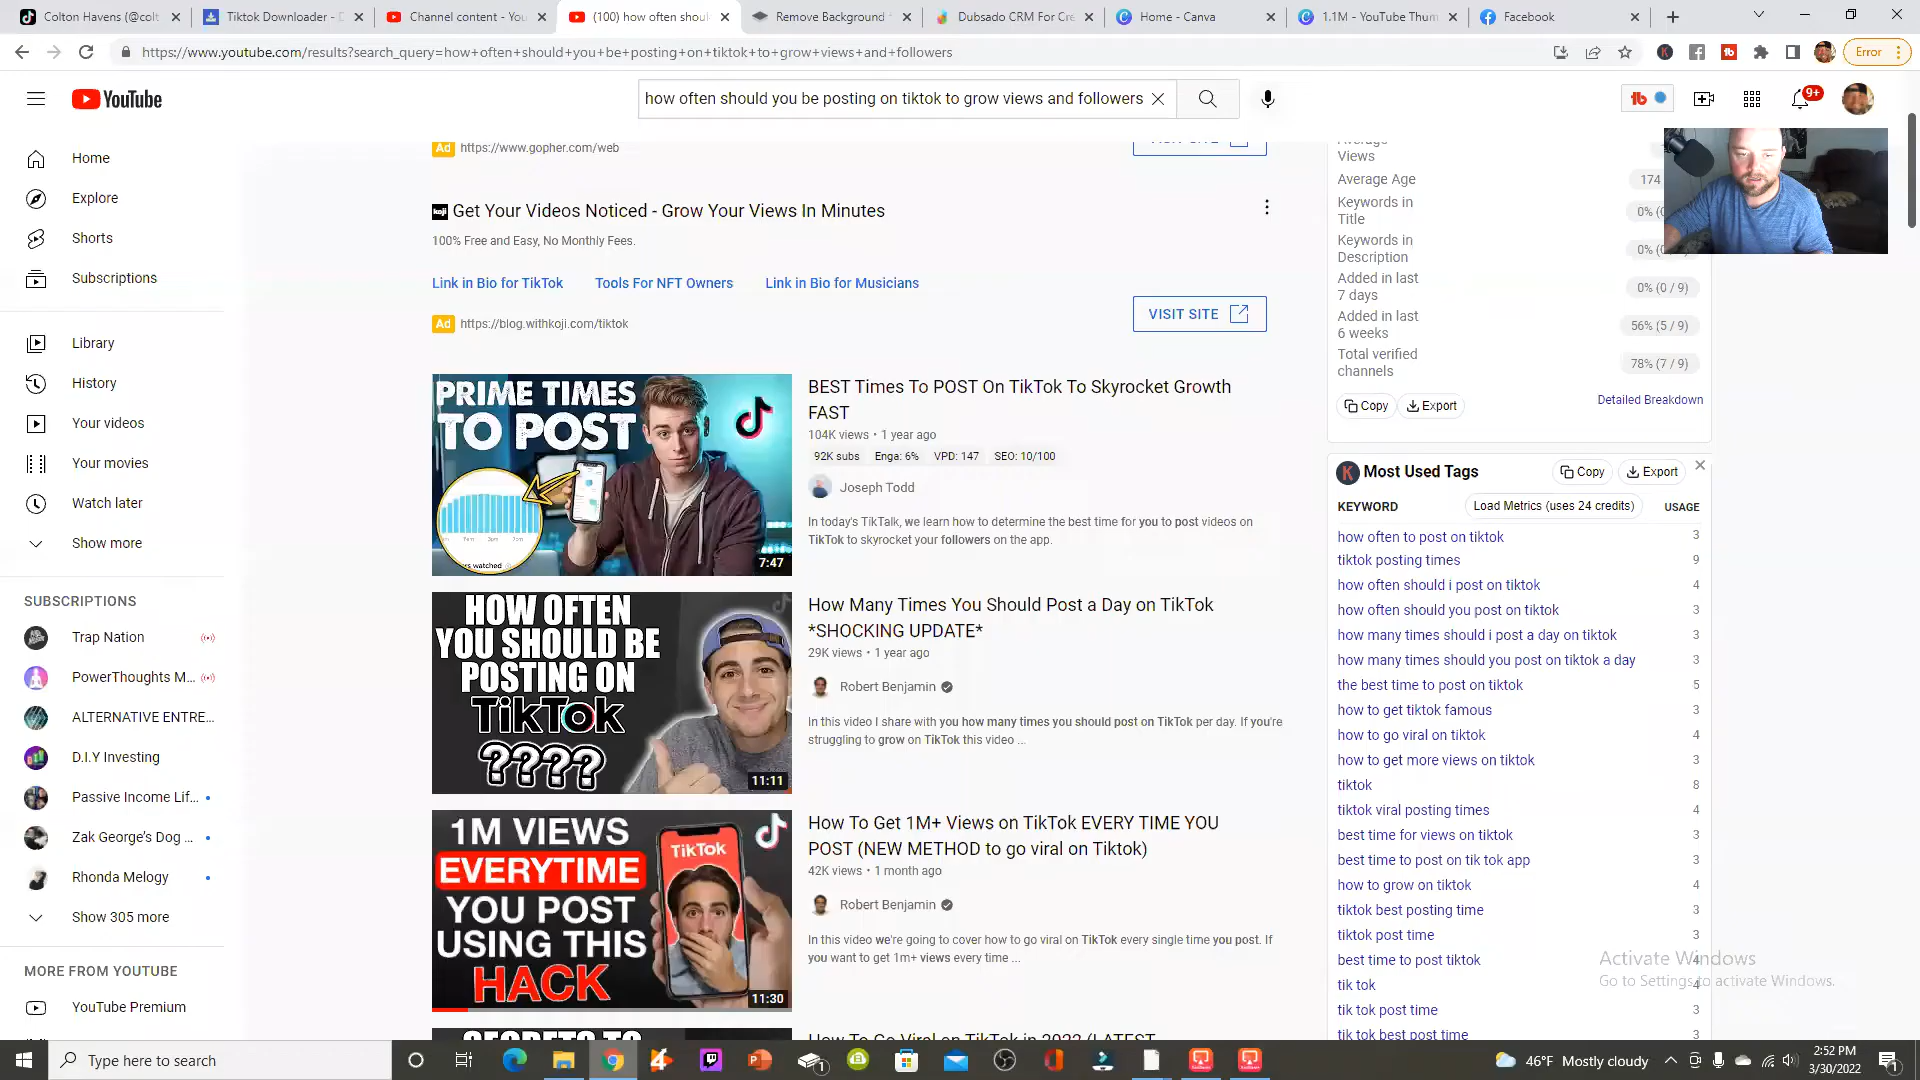 Colton Havens (@colt
Tiktok Downloader - D
Channel content - You
(100) how often shoul
Remove Background
Dubsado CRM For Cre
Home - Canva
1.1M - YouTube Thum
Facebook
https://www.youtube.com/results?search_query=how+often+should+you+be+posting+on+tiktok+to+grow+views+and+followers
Error
YouTube
how often should you be posting on tiktok to grow views and followers
9+
Home
Explore
Shorts
Subscriptions
Library
History
Your videos
Your movies
Watch later
Show more
SUBSCRIPTIONS
Trap Nation
PowerThoughts M...
ALTERNATIVE ENTRE...
D.I.Y Investing
Passive Income Lif...
Zak George's Dog ...
Rhonda Melogy
Show 305 more
MORE FROM YOUTUBE
YouTube Premium
Ad https://www.gopher.com/web
koji Get Your Videos Noticed - Grow Your Views In Minutes
100% Free and Easy, No Monthly Fees.
Link in Bio for TikTok Tools For NFT Owners Link in Bio for Musicians
Ad https://blog.withkoji.com/tiktok
VISIT SITE
PRIME TIMES
TO POST
7:47
BEST Times To POST On TikTok To Skyrocket Growth
FAST
104K views • 1 year ago
92K subs Enga: 6% VPD: 147 SEO: 10/100
Joseph Todd
In today's TikTalk, we learn how to determine the best time for you to post videos on
TikTok to skyrocket your followers on the app.
HOW OFTEN
YOU SHOULD BE
POSTING ON
TikTok
????
11:11
How Many Times You Should Post a Day on TikTok
*SHOCKING UPDATE*
29K views • 1 year ago
Robert Benjamin
In this video I share with you how many times you should post on TikTok per day. If you're
struggling to grow on TikTok this video ...
1M VIEWS
EVERYTIME
YOU POST
USING THIS
HACK
TikTok
11:30
How To Get 1M+ Views on TikTok EVERY TIME YOU
POST (NEW METHOD to go viral on Tiktok)
42K views • 1 month ago
Robert Benjamin
In this video we're going to cover how to go viral on TikTok every single time you post. If
you want to get 1m+ views every time ...
How To Go Viral on TikTok in 2022 (LATEST
Average
Views
Average Age 174
Keywords in
Title 0%
Keywords in
Description 0%
Added in last
7 days 0% (0 / 9)
Added in last
6 weeks 56% (5 / 9)
Total verified
channels 78% (7 / 9)
Copy Export Detailed Breakdown
Most Used Tags Copy Export
KEYWORD Load Metrics (uses 24 credits) USAGE
how often to post on tiktok 3
tiktok posting times 9
how often should i post on tiktok 4
how often should you post on tiktok 3
how many times should i post a day on tiktok 3
how many times should you post on tiktok a day 3
the best time to post on tiktok 5
how to get tiktok famous 3
how to go viral on tiktok 4
how to get more views on tiktok 3
tiktok 8
tiktok viral posting times 3
best time for views on tiktok 3
best time to post on tik tok app 3
how to grow on tiktok 4
tiktok best posting time 3
tiktok post time 3
best time to post tiktok 4
tik tok 4
tik tok post time 3
tik tok best post time 3
Activate Windows
Go to Settings to activate Windows.
Type here to search
46°F Mostly cloudy
2:52 PM
3/30/2022